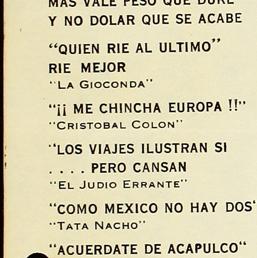 MAS VALE PESO QUE DURE
Y NO DOLAR QUE SE ACABE
"QUIEN RIE AL ULTIMO"
RIE MEJOR
"LA GIOCONDA"
"¡¡ ME CHINCHA EUROPA !!"
"CRISTOBAL COLON"
"LOS VIAJES ILUSTRAN SI
. . . . PERO CANSAN
"EL JUDIO ERRANTE"
"COMO MEXICO NO HAY DOS"
"TATA NACHO"
"ACUERDATE DE ACAPULCO"